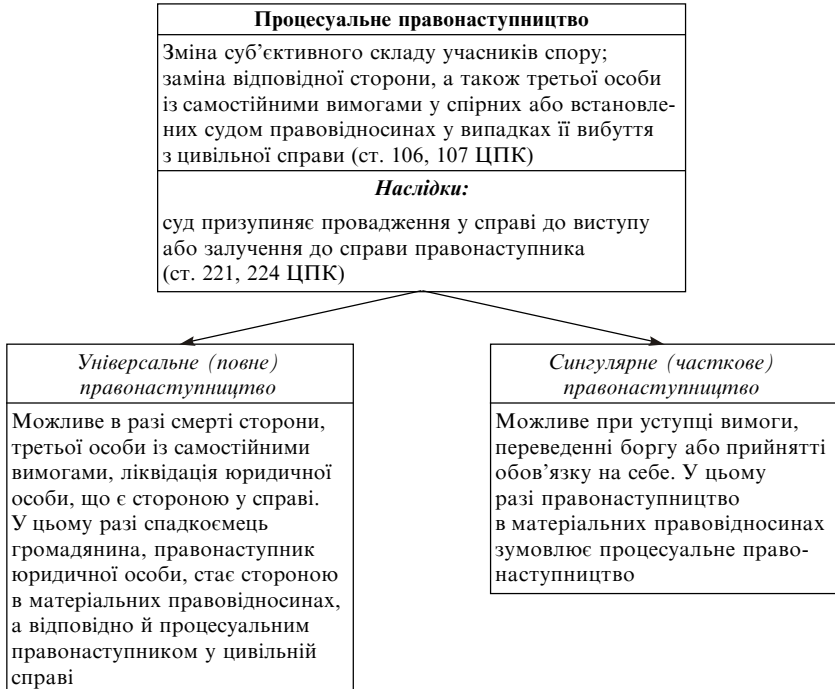 Процесуальне правонаступництво
Зміна суб’єктивного складу учасників спору;
заміна відповідної сторони, а також третьої особи
із самостійними вимогами у спірних або встановле-
них судом правовідносинах у випадках її вибуття
з цивільної справи (ст. 106, 107 ЦПК)
Наслідки:
суд призупиняє провадження у справі до виступу
або залучення до справи правонаступника
(ст. 221, 224 ЦПК)
Універсальне (повне)
правонаступництво
Можливе в разі смерті сторони,
третьої особи із самостійними
вимогами, ліквідація юридичної
особи, що є стороною у справі.
У цьому разі спадкоємець
громадянина, правонаступник
юридичної особи, стає стороною
в матеріальних правовідносинах,
а відповідно й процесуальним
правонаступником у цивільній
справі
Сингулярне (часткове)
правонаступництво
Можливе при уступці вимоги,
переведенні боргу або прийнятті
обов’язку на себе. У цьому
разі правонаступництво
в матеріальних правовідносинах
зумовлює процесуальне право-
наступництво